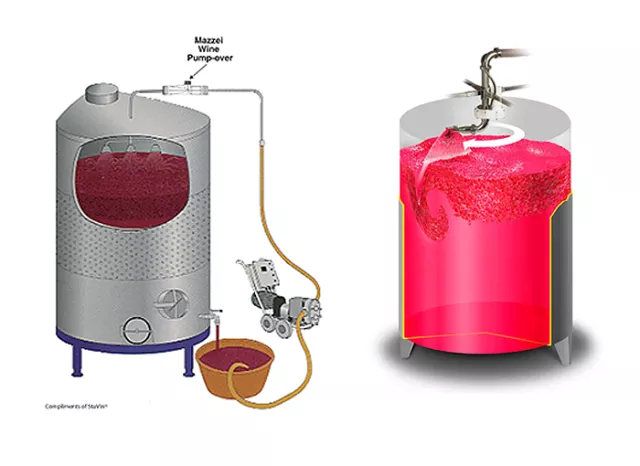 Mazzei
Wine
Pump-over
Compliments of StaVin®